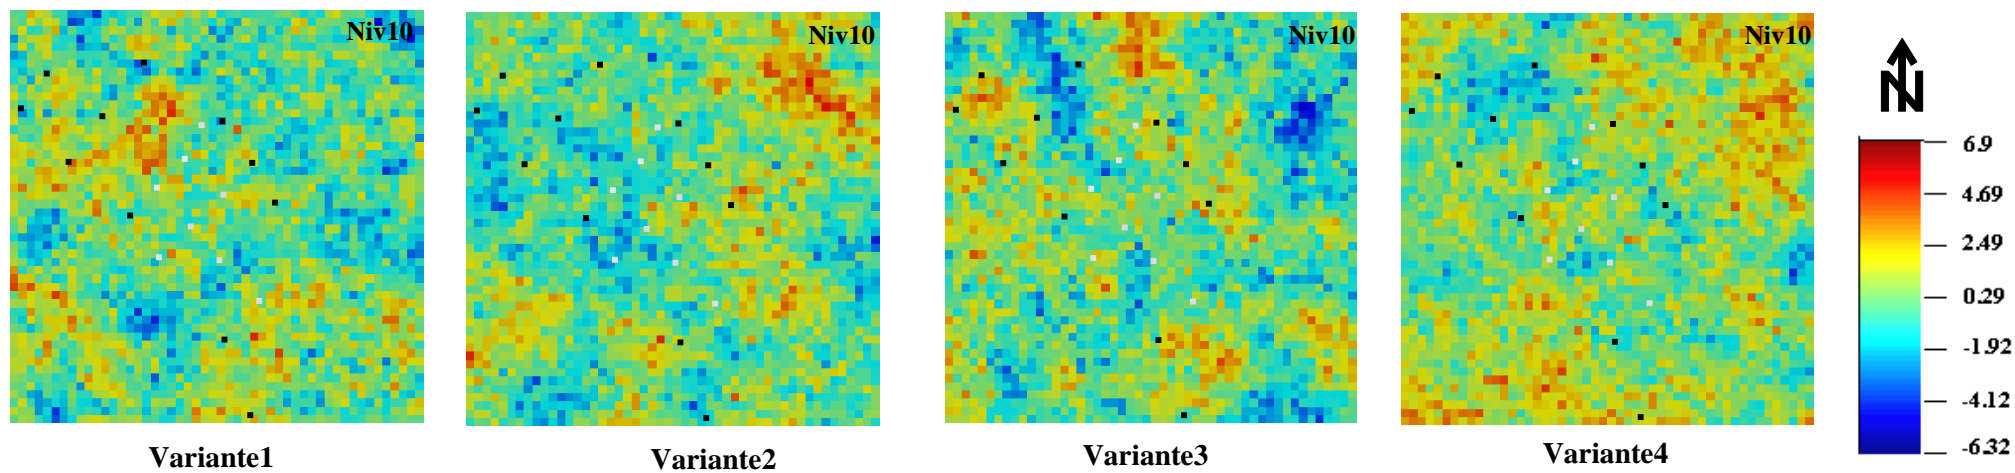 Niv10
Niv10
Niv10
Niv10
N
6.9
4.69
2.49
0.29
-1.92
-4.12
-6.32
Variante1
Variante2
Variante3
Variante4